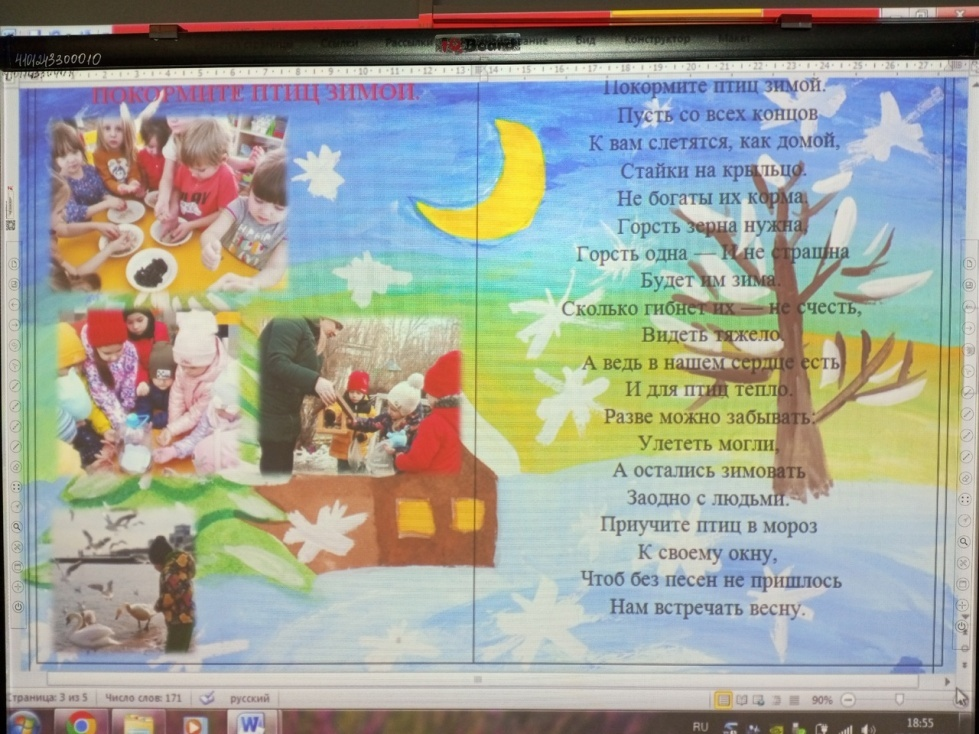 4101243300010
Ссылки Рассылки Вид Конструктор Макет
Board
ПОКОРМИТЕ ПТИЦ ЗИМОЙ.
Покормите птиц зимой.
Пусть со всех концов
К вам слетятся, как домой,
Стайки на крыльцо.
Не богаты их корма.
Горсть зерна нужна,
Горсть одна — И не страшна
Будет им зима.
Сколько гибнет их — не счесть,
Видеть тяжело.
А ведь в нашем сердце есть
И для птиц тепло.
Разве можно забывать:
Улететь могли,
А остались зимовать
Заодно с людьми.
Приучите птиц в мороз
К своему окну,
Чтоб без песен не пришлось
Нам встречать весну.
Страница: 3 из 5 Число слов: 171 русский 90%
RU 18:55